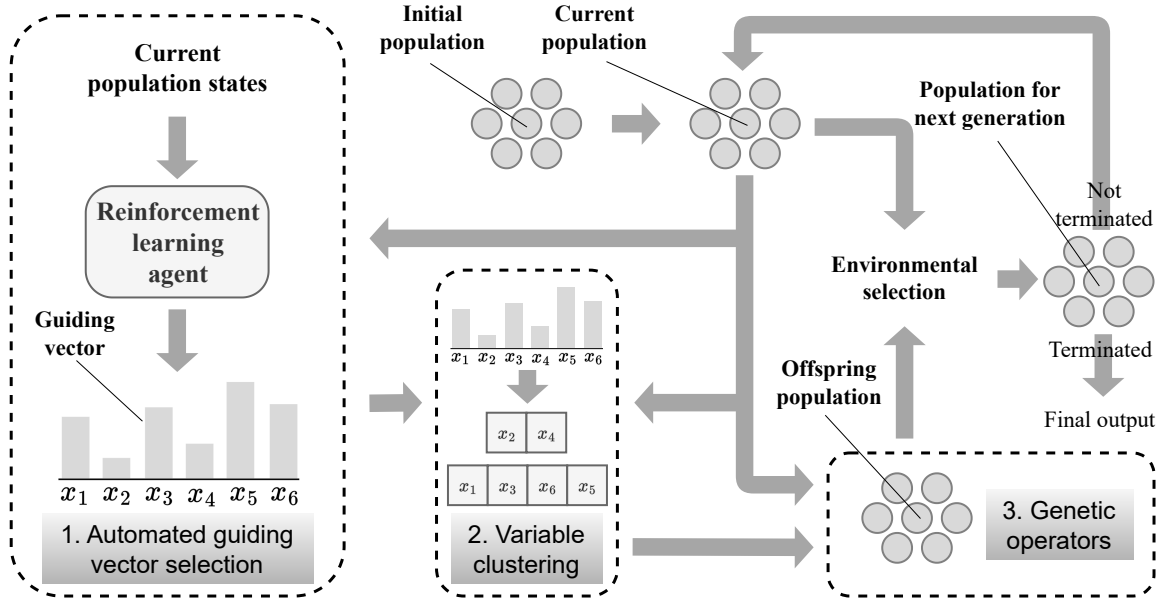 Current
population states
Reinforcement
learning
agent
Guiding
vector
x1 x2 x3 x4 x5 x6
1. Automated guiding
vector selection
Initial
population
Current
population
x1 x2 x3 x4 x5 x6
x2 x4
x1 x3 x6 x5
2. Variable
clustering
Population for
next generation
Environmental
selection
Not
terminated
Terminated
Final output
Offspring
population
3. Genetic
operators